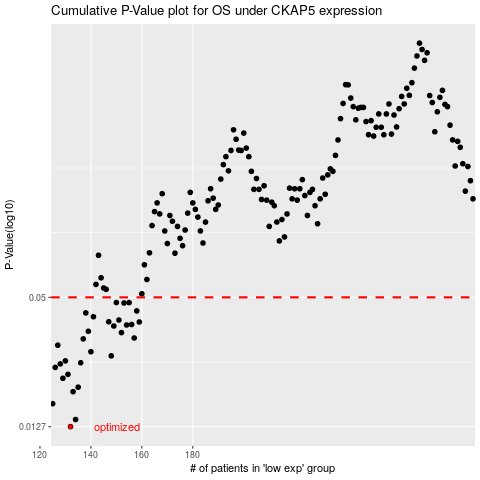 Cumulative P-Value plot for OS under CKAP5 expression
P-Value(log10)
0.05
0.0127
optimized
120 140 160 180
# of patients in 'low exp' group